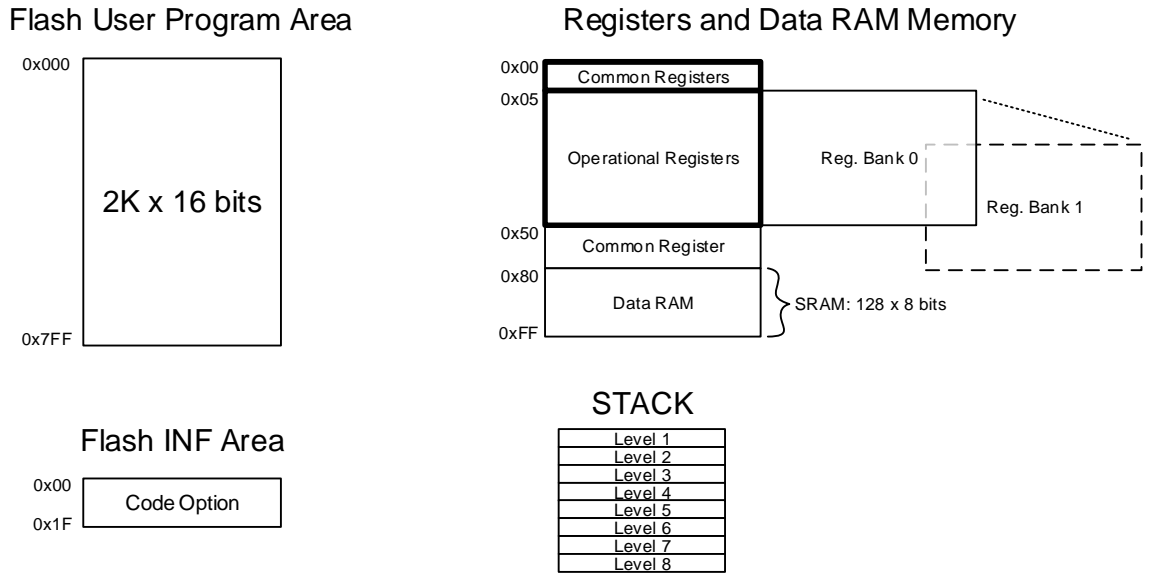 Flash User Program Area
0x000
2K x 16 bits
0x7FF
Registers and Data RAM Memory
0x00
Common Registers
0x05
Operational Registers
Reg. Bank 0
Reg. Bank 1
0x50
Common Register
0x80
Data RAM
SRAM: 128 x 8 bits
0xFF
Flash INF Area
0x00
Code Option
0x1F
STACK
Level 1
Level 2
Level 3
Level 4
Level 5
Level 6
Level 7
Level 8